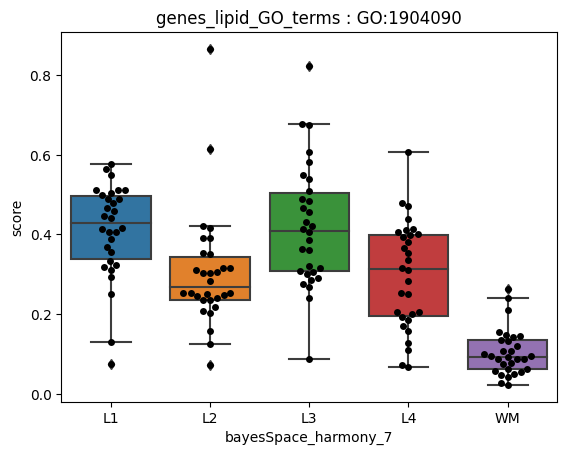 genes_lipid_GO_terms : GO:1904090
score
0.8
0.6
0.4
0.2
0.0
L1 L2 L3 L4 WM
bayesSpace_harmony_7